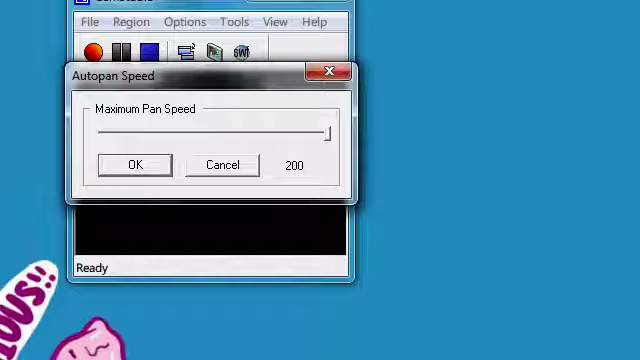 File Region Options Tools View Help
Autopan Speed
Maximum Pan Speed
OK Cancel 200
Ready